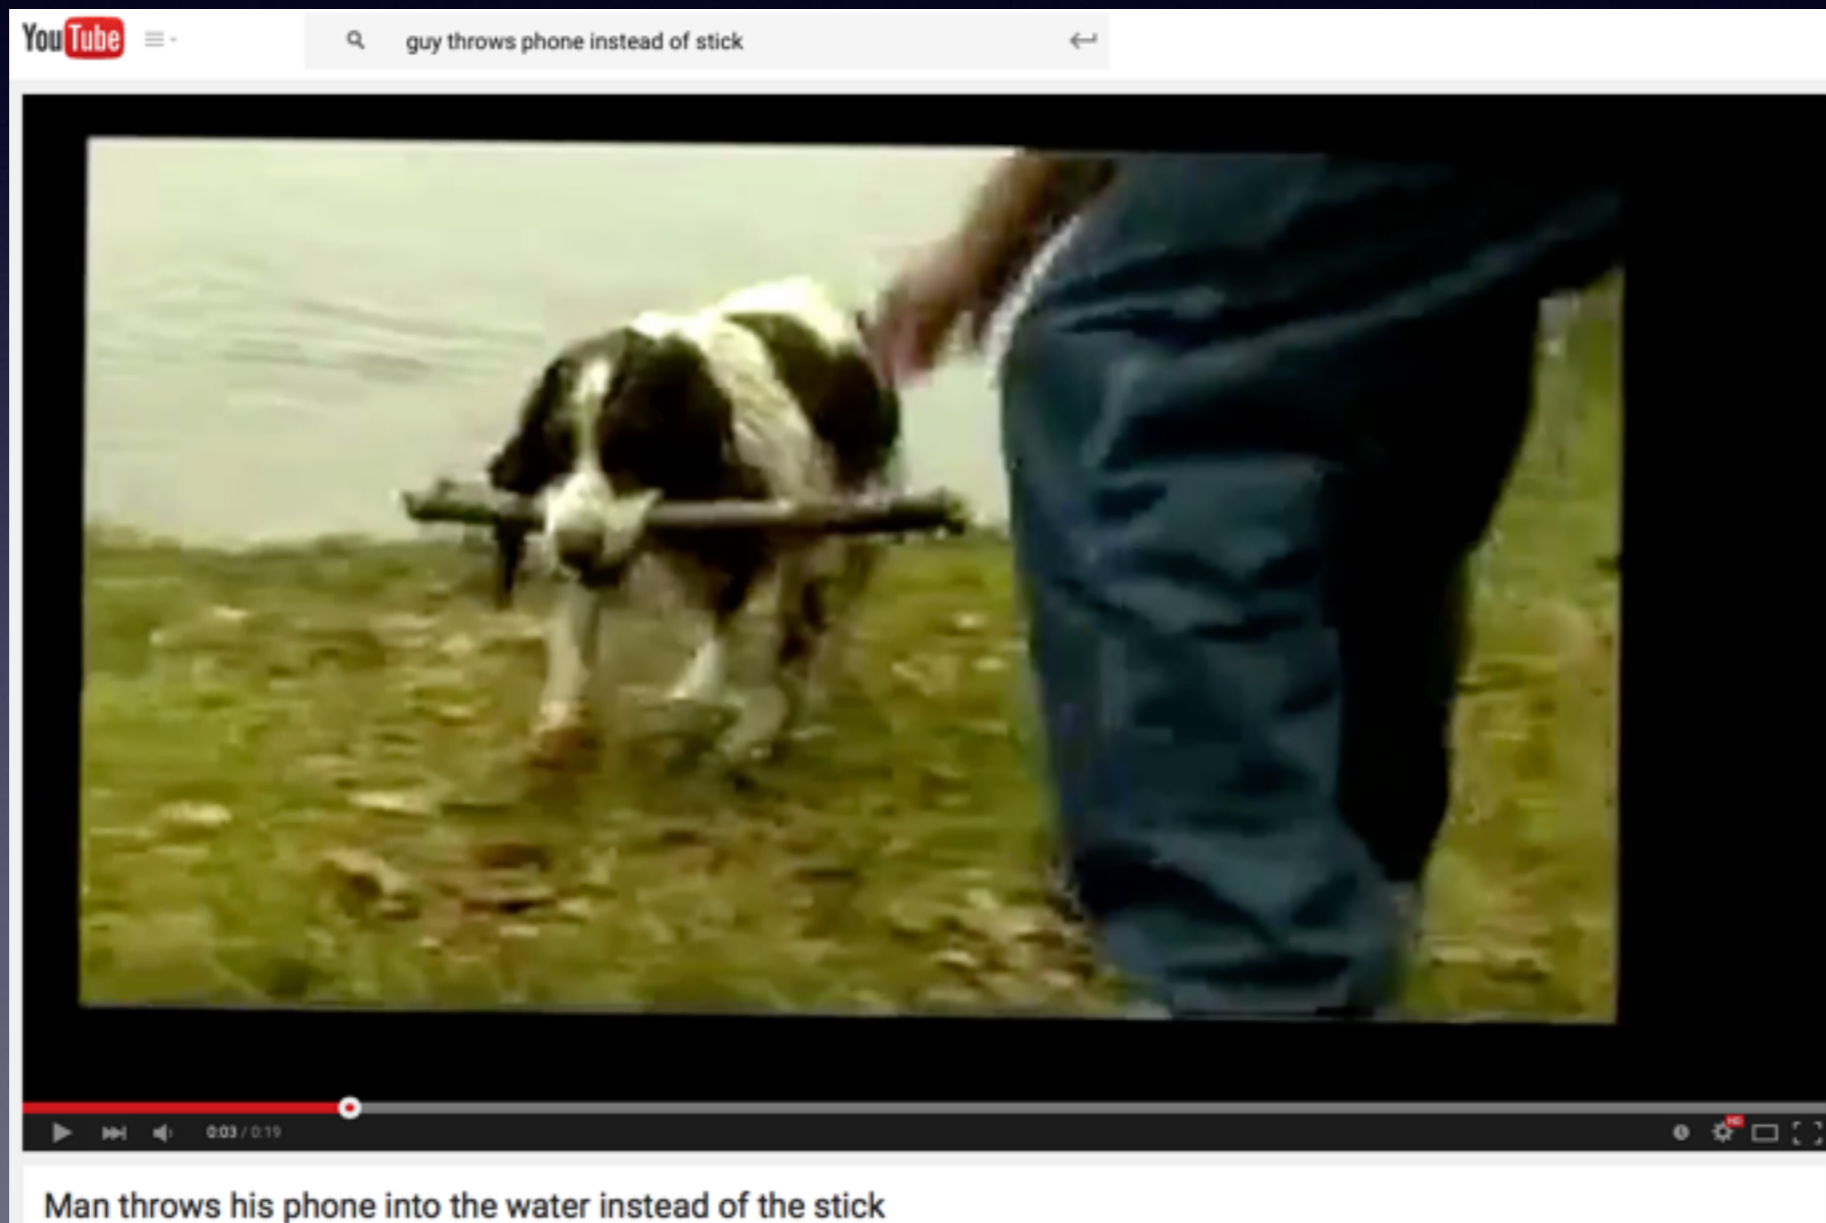 YouTube
guy throws phone instead of stick
0:03 / 0:19
HD
Man throws his phone into the water instead of the stick